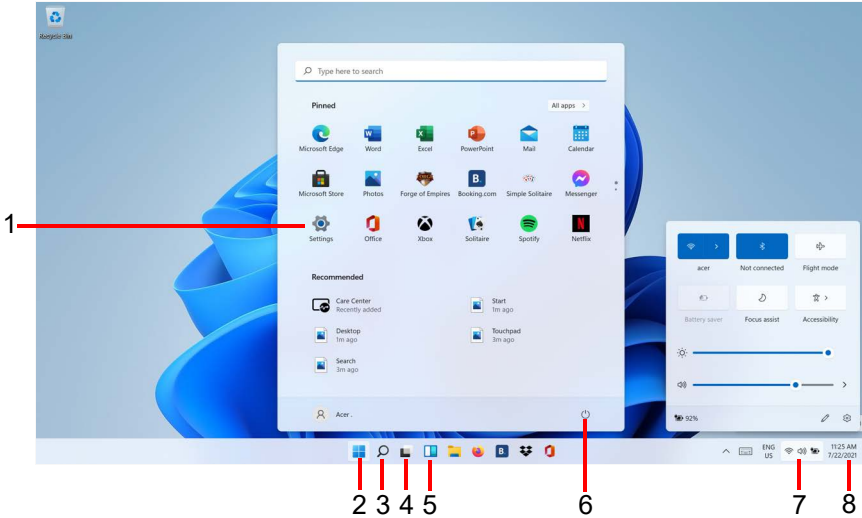 Recycle Bin
Type here to search
Pinned
All apps >
Microsoft Edge
Word
Excel
PowerPoint
Mail
Calendar
Microsoft Store
Photos
Forge of Empires
Booking.com
Simple Solitaire
Messenger
1
Settings
Office
Xbox
Solitaire
Spotify
Netflix
Recommended
Care Center
Recently added
Start
1m ago
Desktop
1m ago
Touchpad
3m ago
Search
3m ago
Acer .
acer
Not connected
Flight mode
Battery saver
Focus assist
Accessibility
92%
ENG
US
11:25 AM
7/22/2021
2 3 4 5 6 7 8